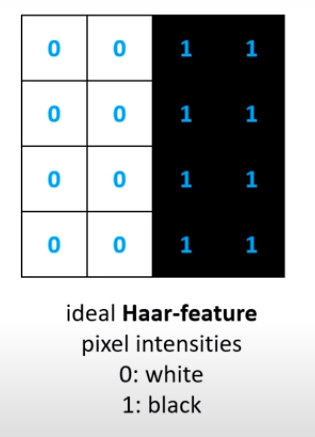 0 0 1 1
0 0 1 1
0 0 1 1
0 0 1 1
ideal Haar-feature
pixel intensities
0: white
1: black